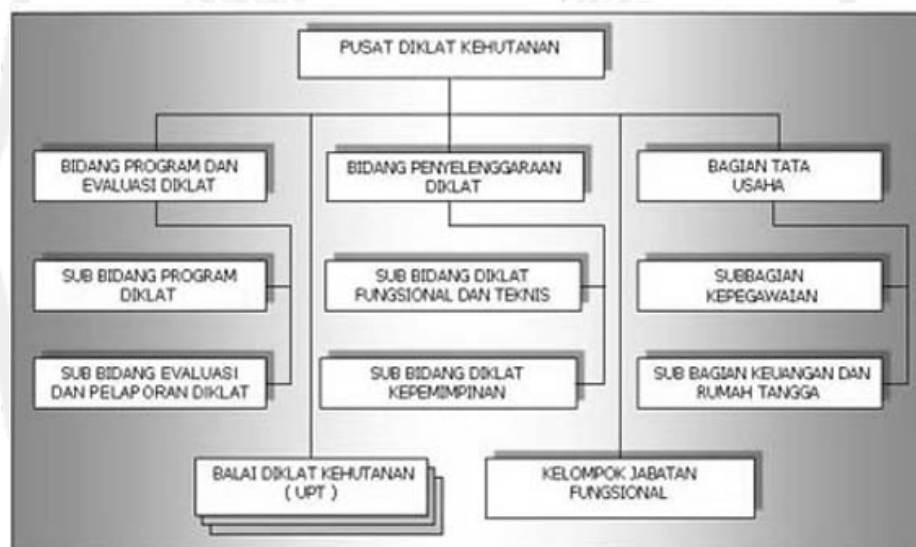 PUSAT DIKLAT KEHUTANAN
BIDANG PROGRAM DAN
EVALUASI DIKLAT
BIDANG PENYELENGGARAAN
DIKLAT
BAGIAN TATA
USAHA
SUB BIDANG PROGRAM
DIKLAT
SUB BIDANG DIKLAT
FUNGSIONAL DAN TEKNIS
SUBBAGIAN
KEPEGAWAIAN
SUB BIDANG EVALUASI
DAN PELAPORAN DIKLAT
SUB BIDANG DIKLAT
KEPEMIMPINAN
SUB BAGIAN KEUANGAN DAN
RUMAH TANGGA
BALAI DIKLAT KEHUTANAN
( UPT )
KELOMPOK JABATAN
FUNGSIONAL